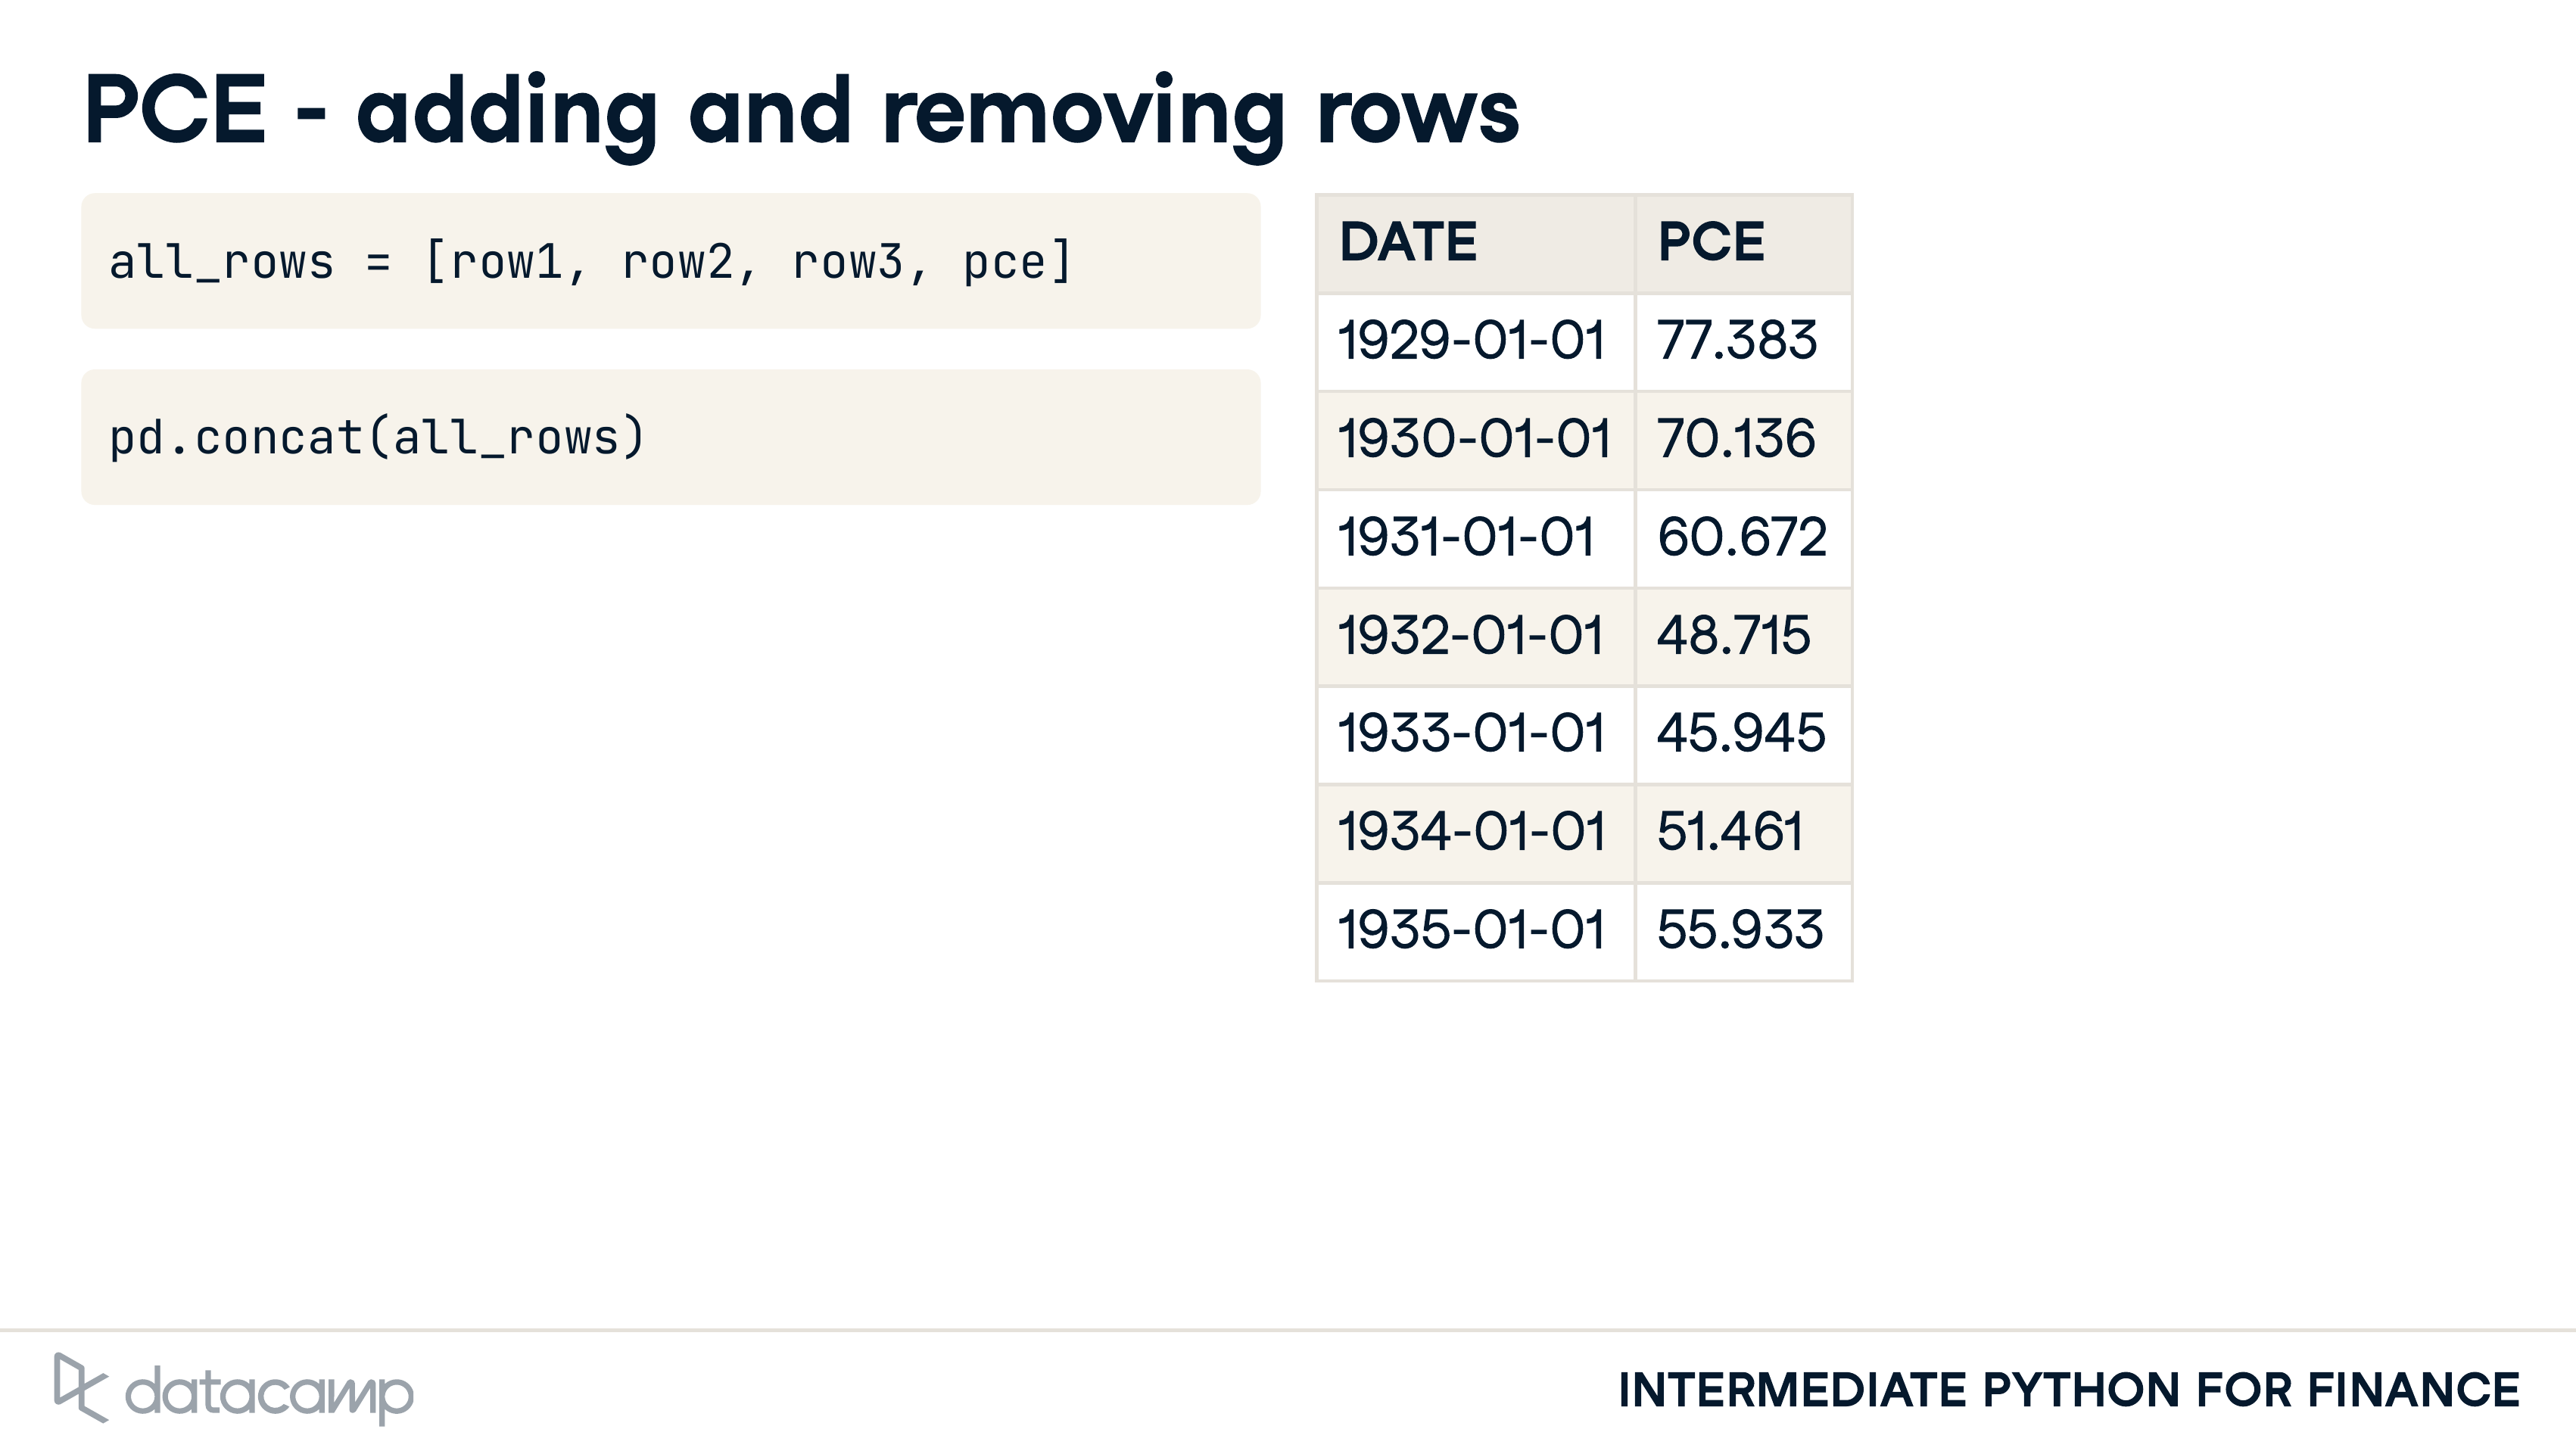 PCE - adding and removing rows
all_rows = [row1, row2, row3, pce]
pd.concat(all_rows)
DATE PCE
1929-01-01 77.383
1930-01-01 70.136
1931-01-01 60.672
1932-01-01 48.715
1933-01-01 45.945
1934-01-01 51.461
1935-01-01 55.933
datacamp
INTERMEDIATE PYTHON FOR FINANCE